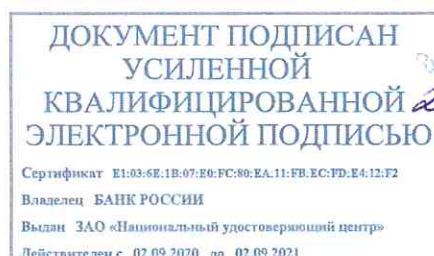 ДОКУМЕНТ ПОДПИСАН
УСИЛЕННОЙ
КВАЛИФИЦИРОВАННОЙ
ЭЛЕКТРОННОЙ ПОДПИСЬЮ
Сертификат E1:03:6E:1B:07:E0:FC:80:EA:11:FB:EC:FD:E4:12:F2
Владелец БАНК РОССИИ
Выдан ЗАО «Национальный удостоверяющий центр»
Действителен с 02.09.2020 до 02.09.2021